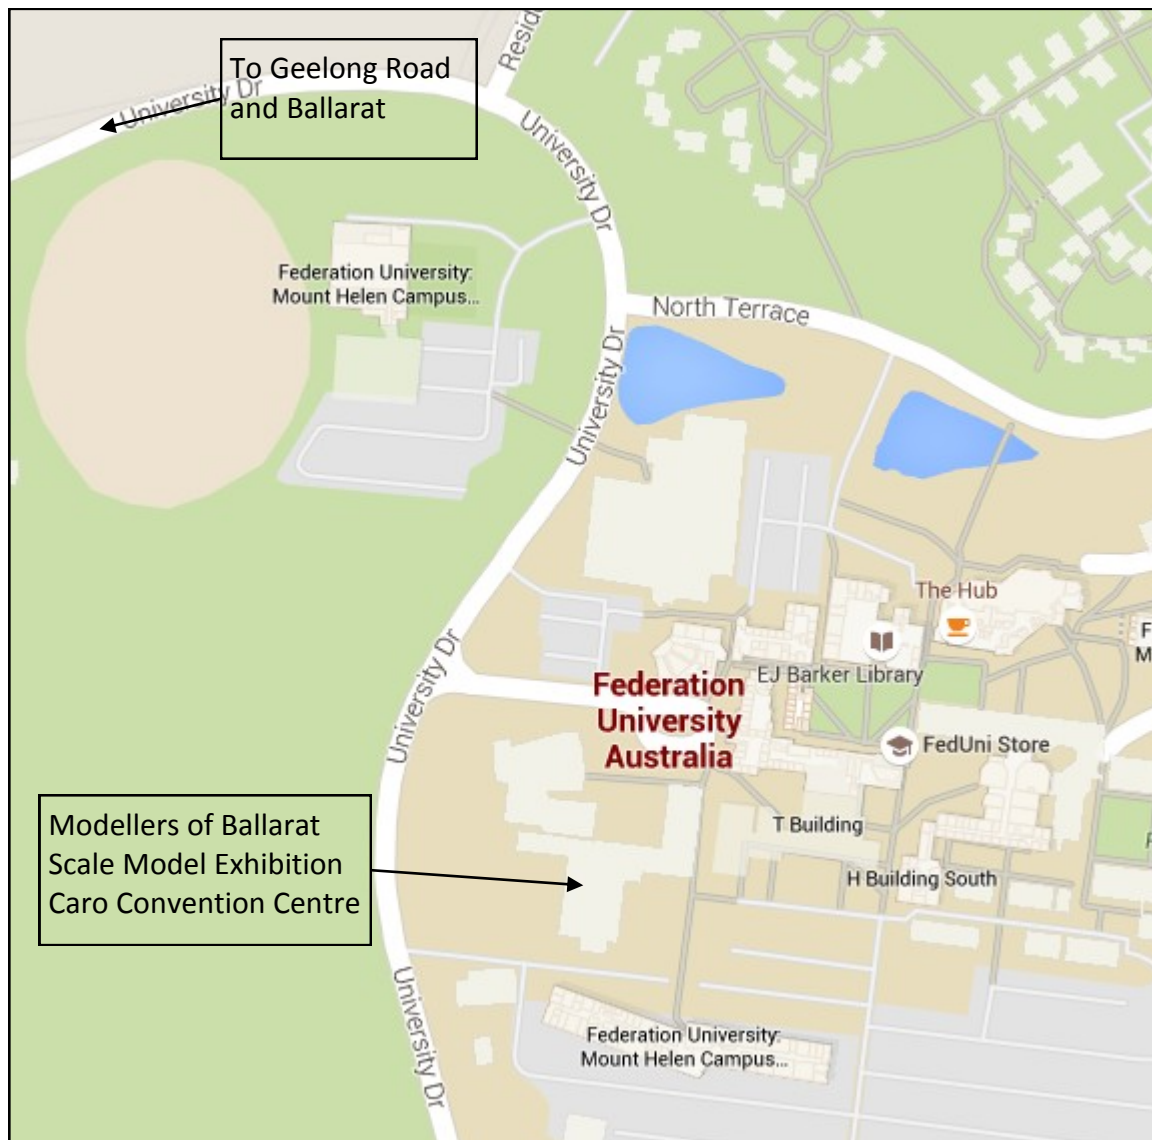 Resid
To Geelong Road
and Ballarat
University Dr
University Dr
Federation University:
Mount Helen Campus...
North Terrace
University Dr
The Hub
EJ Barker Library
University Dr
Federation
University
Australia
FedUni Store
Modellers of Ballarat
Scale Model Exhibition
Caro Convention Centre
T Building
H Building South
University Dr
Federation University:
Mount Helen Campus...
F
M